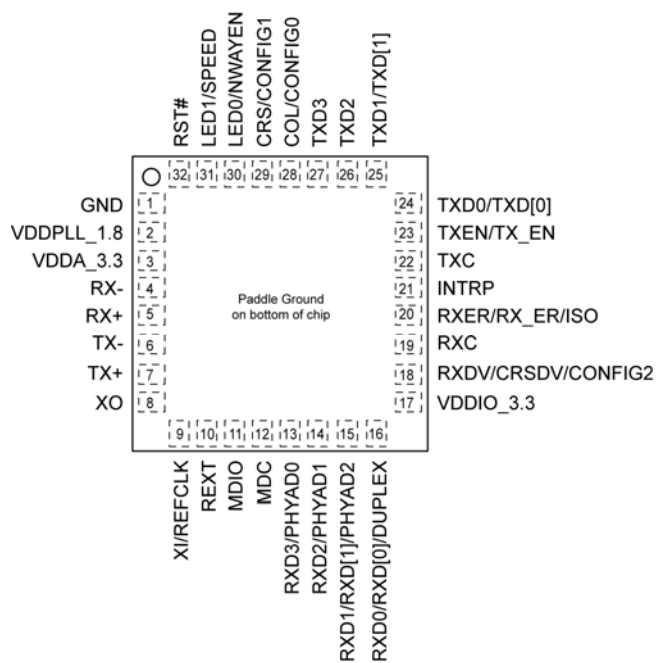 RST#
LED1/SPEED
LED0/NWAYEN
CRS/CONFIG1
COL/CONFIG0
TXD3
TXD2
TXD1/TXD[1]
32 31 30 29 28 27 26 25
GND 1
VDDPLL_1.8 2
VDDA_3.3 3
RX- 4
RX+ 5
TX- 6
TX+ 7
XO 8
Paddle Ground
on bottom of chip
24 TXD0/TXD[0]
23 TXEN/TX_EN
22 TXC
21 INTRP
20 RXER/RX_ER/ISO
19 RXC
18 RXDV/CRSDV/CONFIG2
17 VDDIO_3.3
9 10 11 12 13 14 15 16
XI/REFCLK
REXT
MDIO
MDC
RXD3/PHYAD0
RXD2/PHYAD1
RXD1/RXD[1]/PHYAD2
RXD0/RXD[0]/DUPLEX